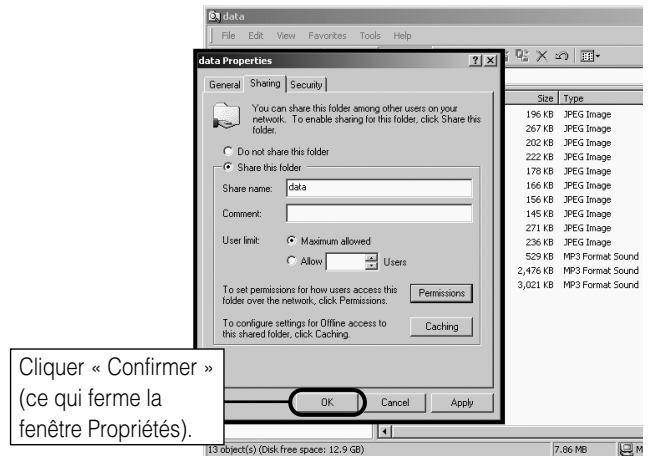 data
File Edit View Favorites Tools Help
data Properties
General Sharing Security
You can share this folder among other users on your
network. To enable sharing for this folder, click Share this
folder.
Do not share this folder
Share this folder
Share name: data
Comment:
User limit: Maximum allowed
Allow Users
To set permissions for how users access this
folder over the network, click Permissions.
Permissions
To configure settings for Offline access to
this shared folder, click Caching.
Caching
OK Cancel Apply
Size Type
196 KB JPEG Image
267 KB JPEG Image
202 KB JPEG Image
222 KB JPEG Image
178 KB JPEG Image
166 KB JPEG Image
156 KB JPEG Image
145 KB JPEG Image
271 KB JPEG Image
236 KB JPEG Image
529 KB MP3 Format Sound
2,476 KB MP3 Format Sound
3,021 KB MP3 Format Sound
Cliquer « Confirmer »
(ce qui ferme la
fenêtre Propriétés).
13 object(s) (Disk free space: 12.9 GB)
7.86 MB
M